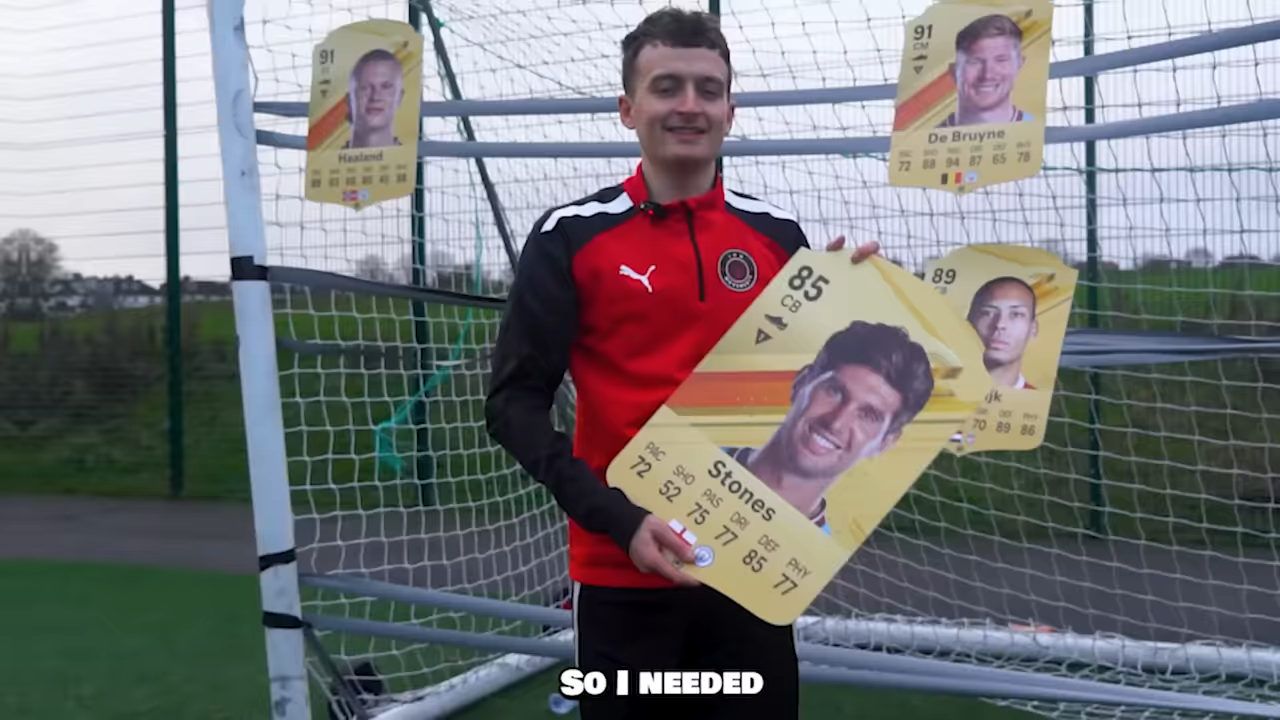 91
Haaland
91
CM
De Bruyne
72 88 94 87 65 78
89
jk
70 89 86
85
CB
Stones
PAC SHO PAS DRI DEF PHY
72 52 75 77 85 77
SO I NEEDED